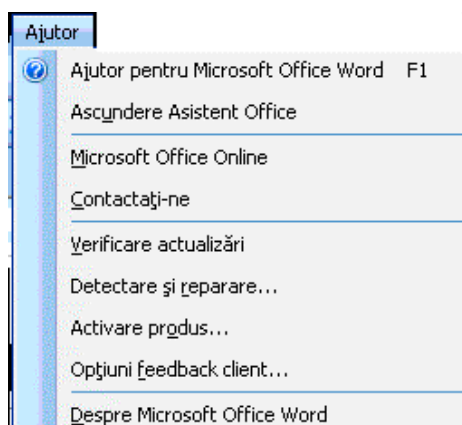 Ajutor
Ajutor pentru Microsoft Office Word F1
Ascundere Asistent Office
Microsoft Office Online
Contactaţi-ne
Verificare actualizări
Detectare şi reparare...
Activare produs...
Opţiuni feedback client...
Despre Microsoft Office Word